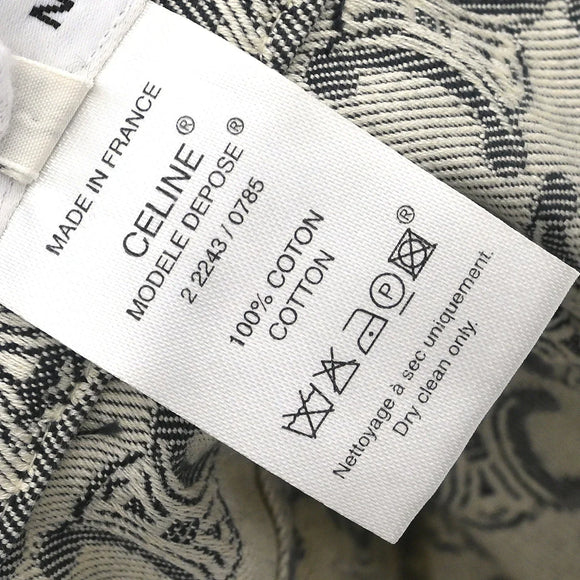 MADE IN FRANCE
CELINE®
MODELE DEPOSE®
2 2243 / 0785
100% COTON
COTTON
P ®
Nettoyage à sec uniquement.
Dry clean only.